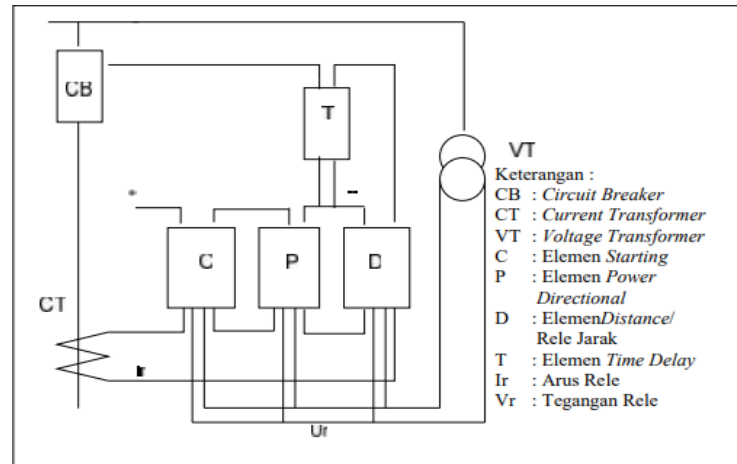 CB
T
VT
Keterangan :
CB : Circuit Breaker
CT : Current Transformer
VT : Voltage Transformer
C : Elemen Starting
P : Elemen Power
Directional
D : ElemenDistance/
Rele Jarak
T : Elemen Time Delay
Ir : Arus Rele
Vr : Tegangan Rele
+
–
C
P
D
CT
Ir
Ur